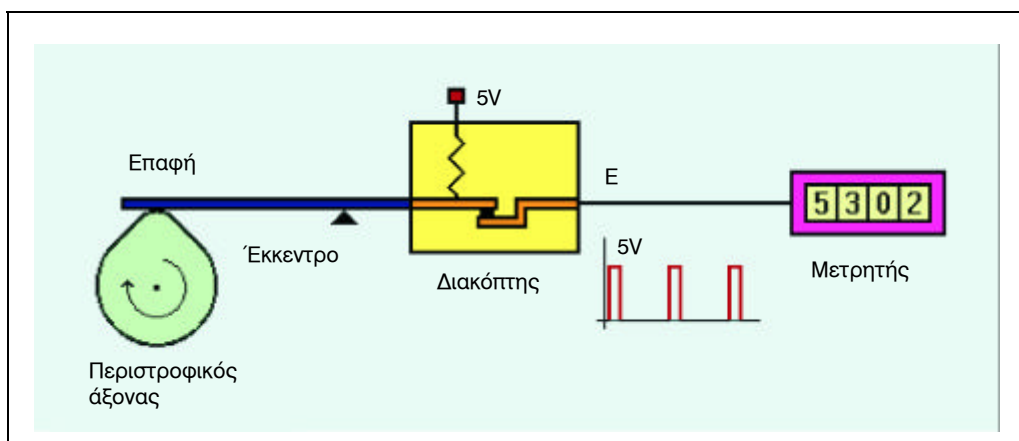 5V
Επαφή
E
5302
Έκκεντρο
5V
Διακόπτης
Μετρητής
Περιστροφικός
άξονας